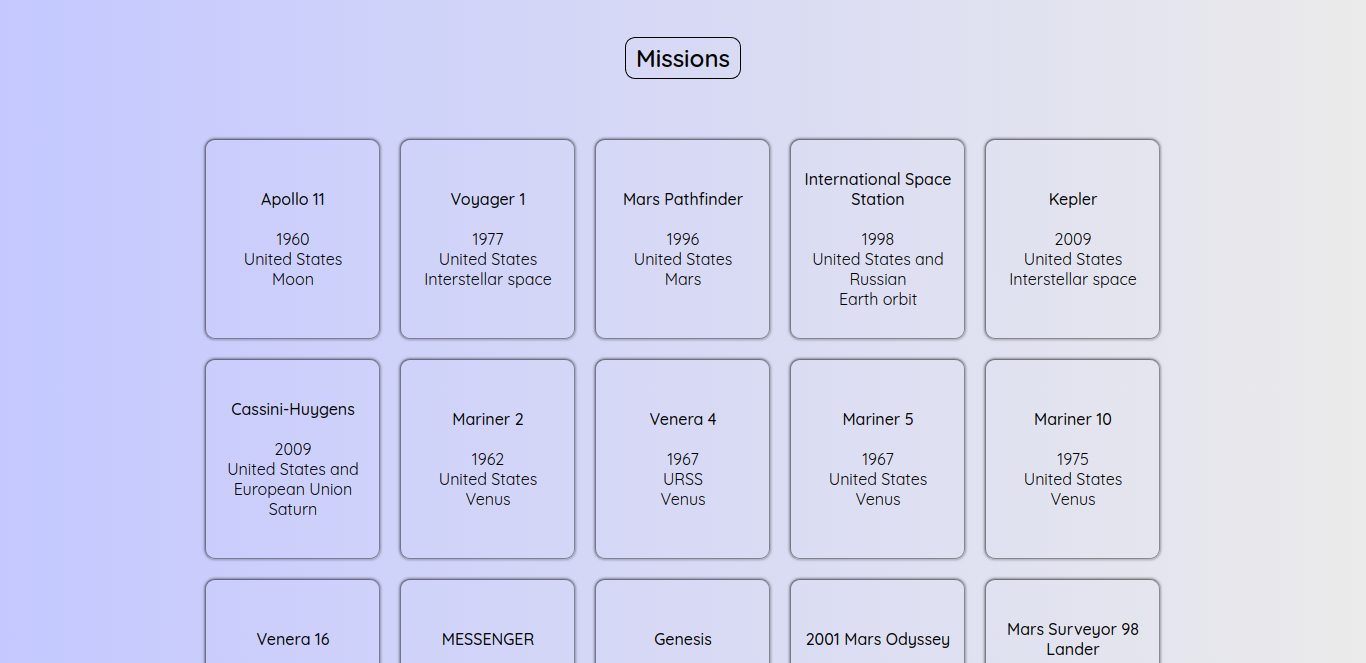 Missions
Apollo 11
1960
United States
Moon
Voyager 1
1977
United States
Interstellar space
Mars Pathfinder
1996
United States
Mars
International Space
Station
1998
United States and
Russian
Earth orbit
Kepler
2009
United States
Interstellar space
Cassini-Huygens
2009
United States and
European Union
Saturn
Mariner 2
1962
United States
Venus
Venera 4
1967
URSS
Venus
Mariner 5
1967
United States
Venus
Mariner 10
1975
United States
Venus
Venera 16
MESSENGER
Genesis
2001 Mars Odyssey
Mars Surveyor 98
Lander